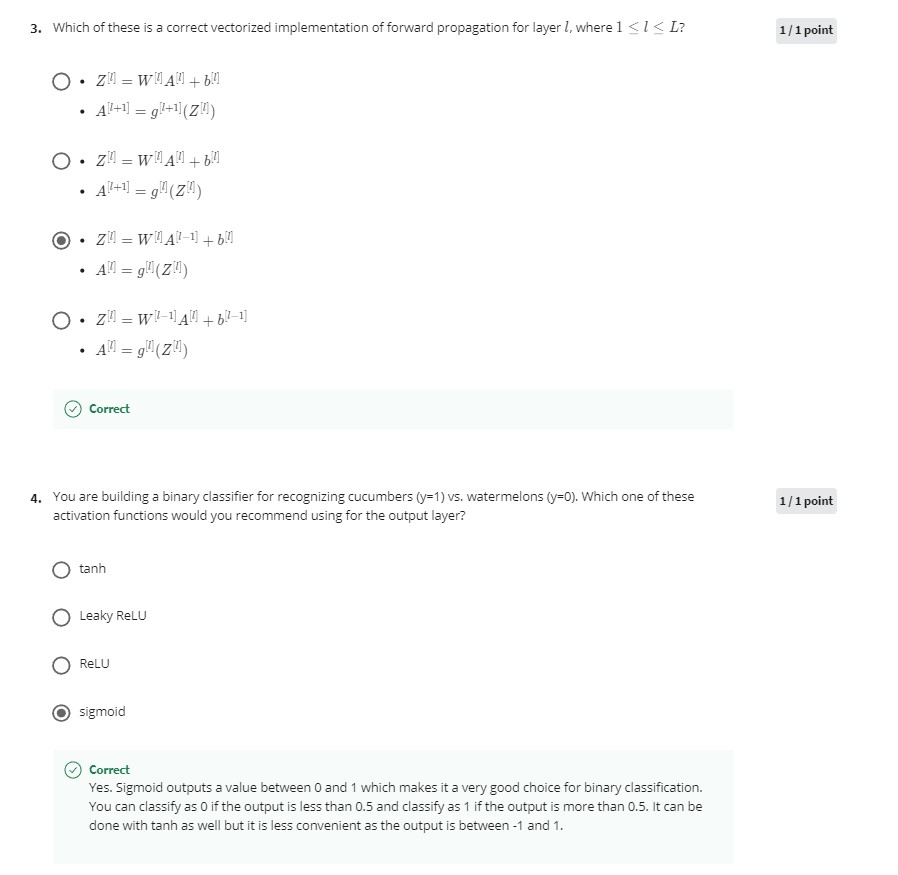 3. Which of these is a correct vectorized implementation of forward propagation for layer l, where 1 ≤ l ≤ L?
1 / 1 point
• Z^[l] = W^[l] A^[l] + b^[l]
• A^[l+1] = g^[l+1](Z^[l])
• Z^[l] = W^[l] A^[l] + b^[l]
• A^[l+1] = g^[l](Z^[l])
• Z^[l] = W^[l] A^[l−1] + b^[l]
• A^[l] = g^[l](Z^[l])
• Z^[l] = W^[l−1] A^[l] + b^[l−1]
• A^[l] = g^[l](Z^[l])
Correct
4. You are building a binary classifier for recognizing cucumbers (y=1) vs. watermelons (y=0). Which one of these
activation functions would you recommend using for the output layer?
1 / 1 point
tanh
Leaky ReLU
ReLU
sigmoid
Correct
Yes. Sigmoid outputs a value between 0 and 1 which makes it a very good choice for binary classification.
You can classify as 0 if the output is less than 0.5 and classify as 1 if the output is more than 0.5. It can be
done with tanh as well but it is less convenient as the output is between -1 and 1.